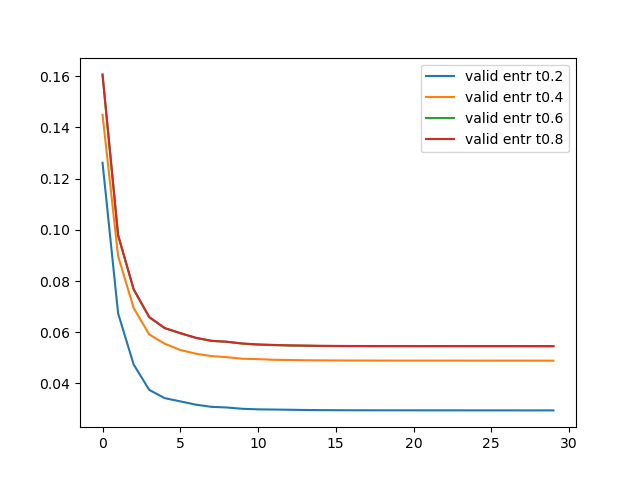 valid entr t0.2
valid entr t0.4
valid entr t0.6
valid entr t0.8
0.16
0.14
0.12
0.10
0.08
0.06
0.04
0 5 10 15 20 25 30